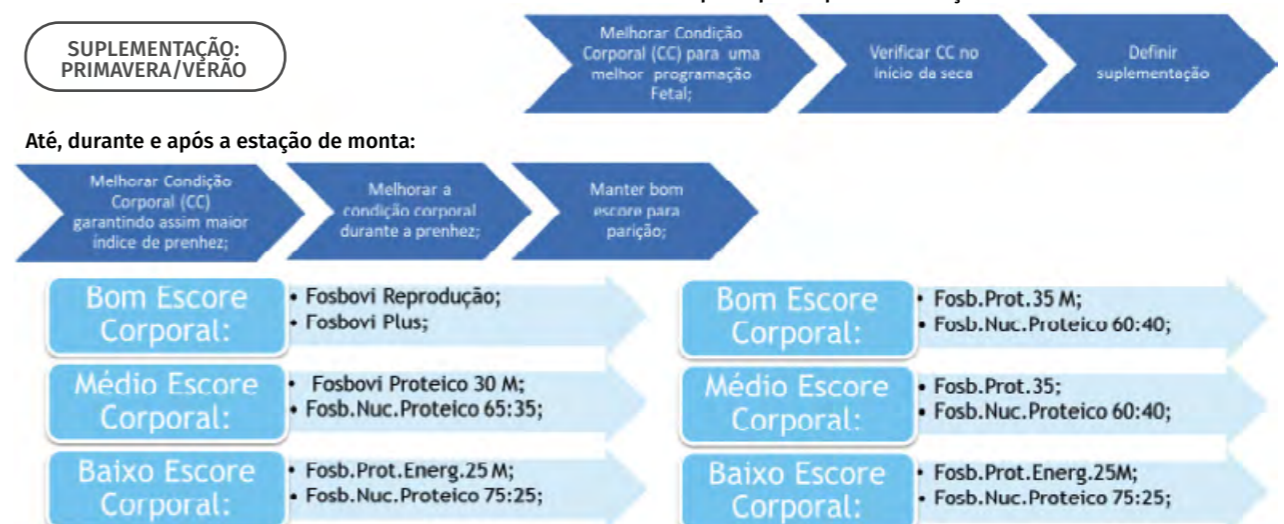 SUPLEMENTAÇÃO:
PRIMAVERA/VERÃO
Melhorar Condição
Corporal (CC) para uma
melhor programação
Fetal;
Verificar CC no
início da seca
Definir
suplementação
Até, durante e após a estação de monta:
Melhorar Condição
Corporal (CC)
garantindo assim maior
índice de prenhez;
Melhorar a
condição corporal
durante a prenhez;
Manter bom
escore para
parição;
Bom Escore
Corporal:
• Fosbovi Reprodução;
• Fosbovi Plus;
Médio Escore
Corporal:
• Fosbovi Proteico 30 M;
• Fosb.Nuc.Proteico 65:35;
Baixo Escore
Corporal:
• Fosb.Prot.Energ.25 M;
• Fosb.Nuc.Proteico 75:25;
Bom Escore
Corporal:
• Fosb.Prot.35 M;
• Fosb.Nuc.Proteico 60:40;
Médio Escore
Corporal:
• Fosb.Prot.35;
• Fosb.Nuc.Proteico 60:40;
Baixo Escore
Corporal:
• Fosb.Prot.Energ.25M;
• Fosb.Nuc.Proteico 75:25;